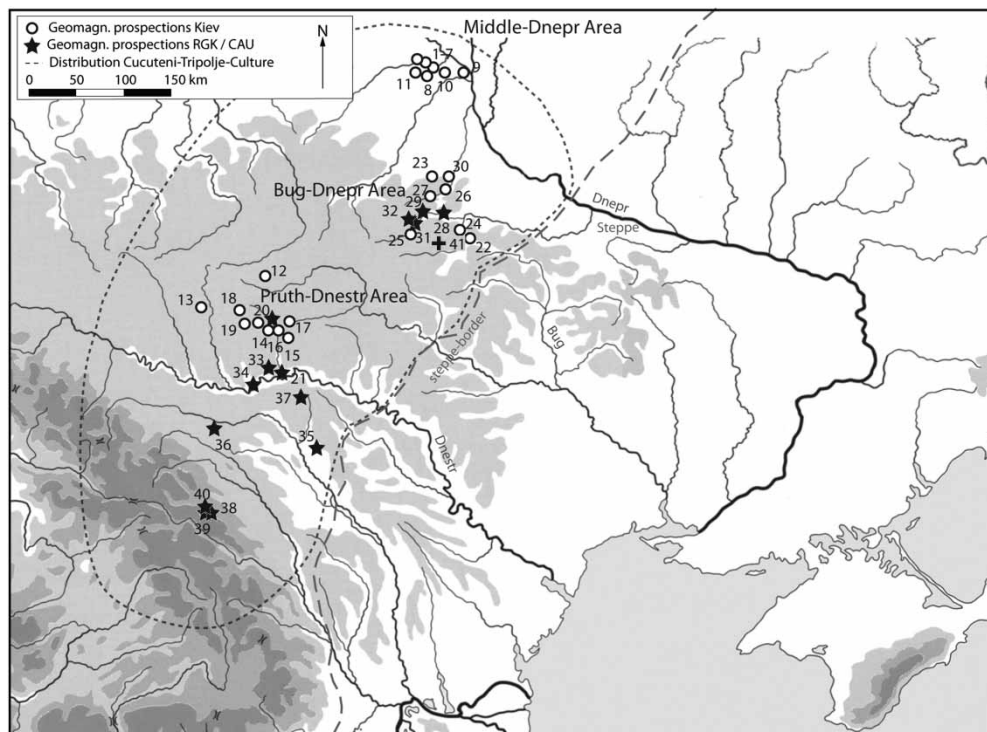 Geomagn. prospections Kiev
Geomagn. prospections RGK / CAU
Distribution Cucuteni-Tripolje-Culture
0 50 100 150 km
N
Middle-Dnepr Area
1-7
9
11
8
10
23
30
Bug-Dnepr Area
27
29
26
32
28
24
25
31
41
22
Dnepr
Steppe
12
Pruth-Dnestr Area
13
18
20
19
17
14
16
15
33
34
21
37
steppe-border
Bug
36
35
Dnestr
40
38
39